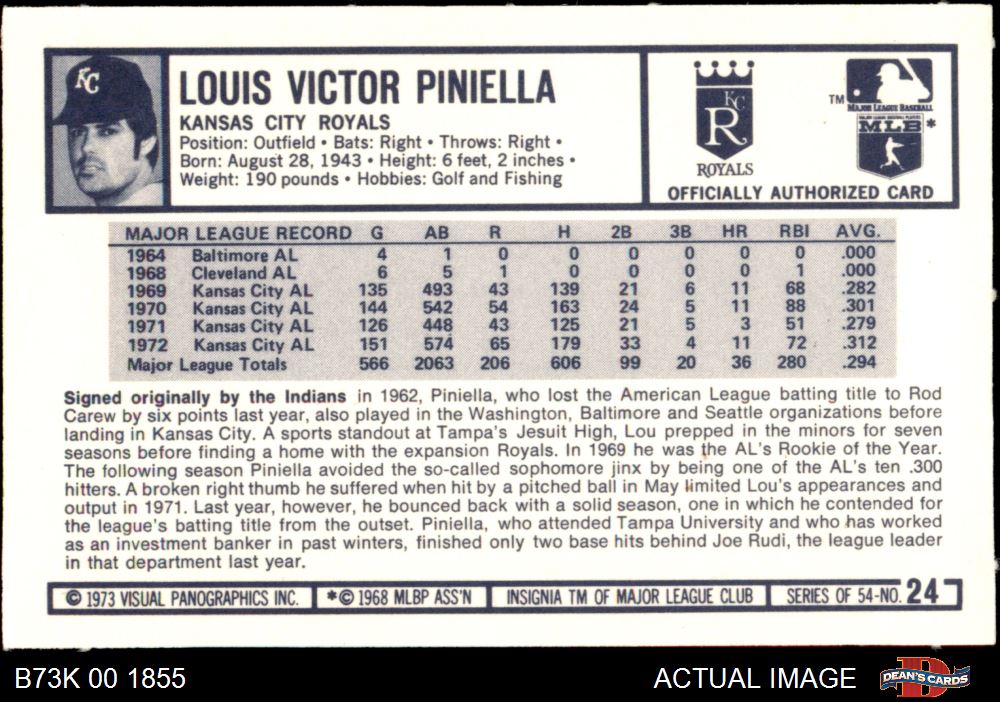 KC
LOUIS VICTOR PINIELLA
KANSAS CITY ROYALS
Position: Outfield • Bats: Right • Throws: Right •
Born: August 28, 1943 • Height: 6 feet, 2 inches •
Weight: 190 pounds • Hobbies: Golf and Fishing
KC
R
ROYALS
TM
MAJOR LEAGUE BASEBALL
MAJOR LEAGUE BASEBALL PLAYERS
MLB *
OFFICIALLY AUTHORIZED CARD
MAJOR LEAGUE RECORD G AB R H 2B 3B HR RBI AVG.
1964 Baltimore AL 4 1 0 0 0 0 0 0 .000
1968 Cleveland AL 6 5 1 0 0 0 0 1 .000
1969 Kansas City AL 135 493 43 139 21 6 11 68 .282
1970 Kansas City AL 144 542 54 163 24 5 11 88 .301
1971 Kansas City AL 126 448 43 125 21 5 3 51 .279
1972 Kansas City AL 151 574 65 179 33 4 11 72 .312
Major League Totals 566 2063 206 606 99 20 36 280 .294
Signed originally by the Indians in 1962, Piniella, who lost the American League batting title to Rod
Carew by six points last year, also played in the Washington, Baltimore and Seattle organizations before
landing in Kansas City. A sports standout at Tampa's Jesuit High, Lou prepped in the minors for seven
seasons before finding a home with the expansion Royals. In 1969 he was the AL's Rookie of the Year.
The following season Piniella avoided the so-called sophomore jinx by being one of the AL's ten .300
hitters. A broken right thumb he suffered when hit by a pitched ball in May limited Lou's appearances and
output in 1971. Last year, however, he bounced back with a solid season, one in which he contended for
the league's batting title from the outset. Piniella, who attended Tampa University and who has worked
as an investment banker in past winters, finished only two base hits behind Joe Rudi, the league leader
in that department last year.
© 1973 VISUAL PANOGRAPHICS INC. *© 1968 MLBP ASS'N INSIGNIA TM OF MAJOR LEAGUE CLUB SERIES OF 54-NO. 24
B73K 00 1855 ACTUAL IMAGE DEAN'S CARDS